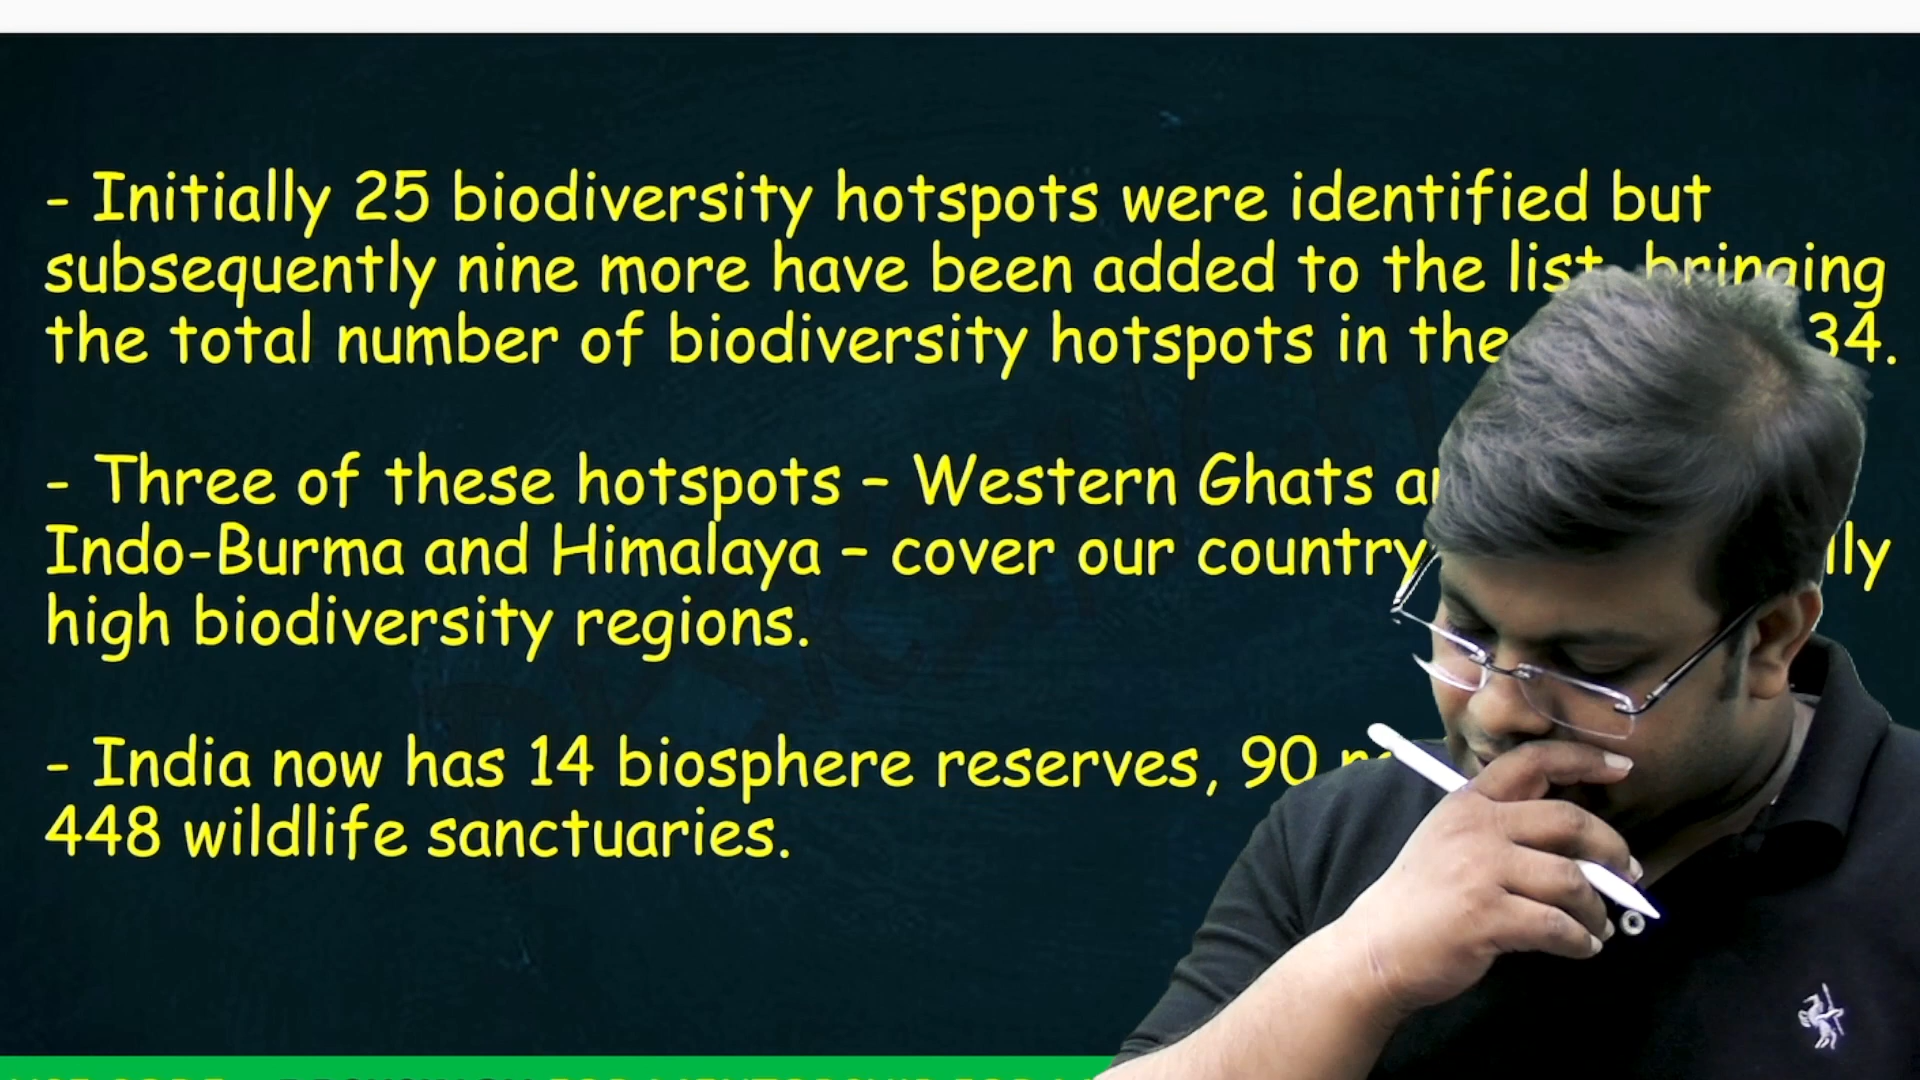 - Initially 25 biodiversity hotspots were identified but
subsequently nine more have been added to the list, bringing
the total number of biodiversity hotspots in the 34.
- Three of these hotspots – Western Ghats
Indo-Burma and Himalaya – cover our country
high biodiversity regions.
- India now has 14 biosphere reserves, 90
448 wildlife sanctuaries.